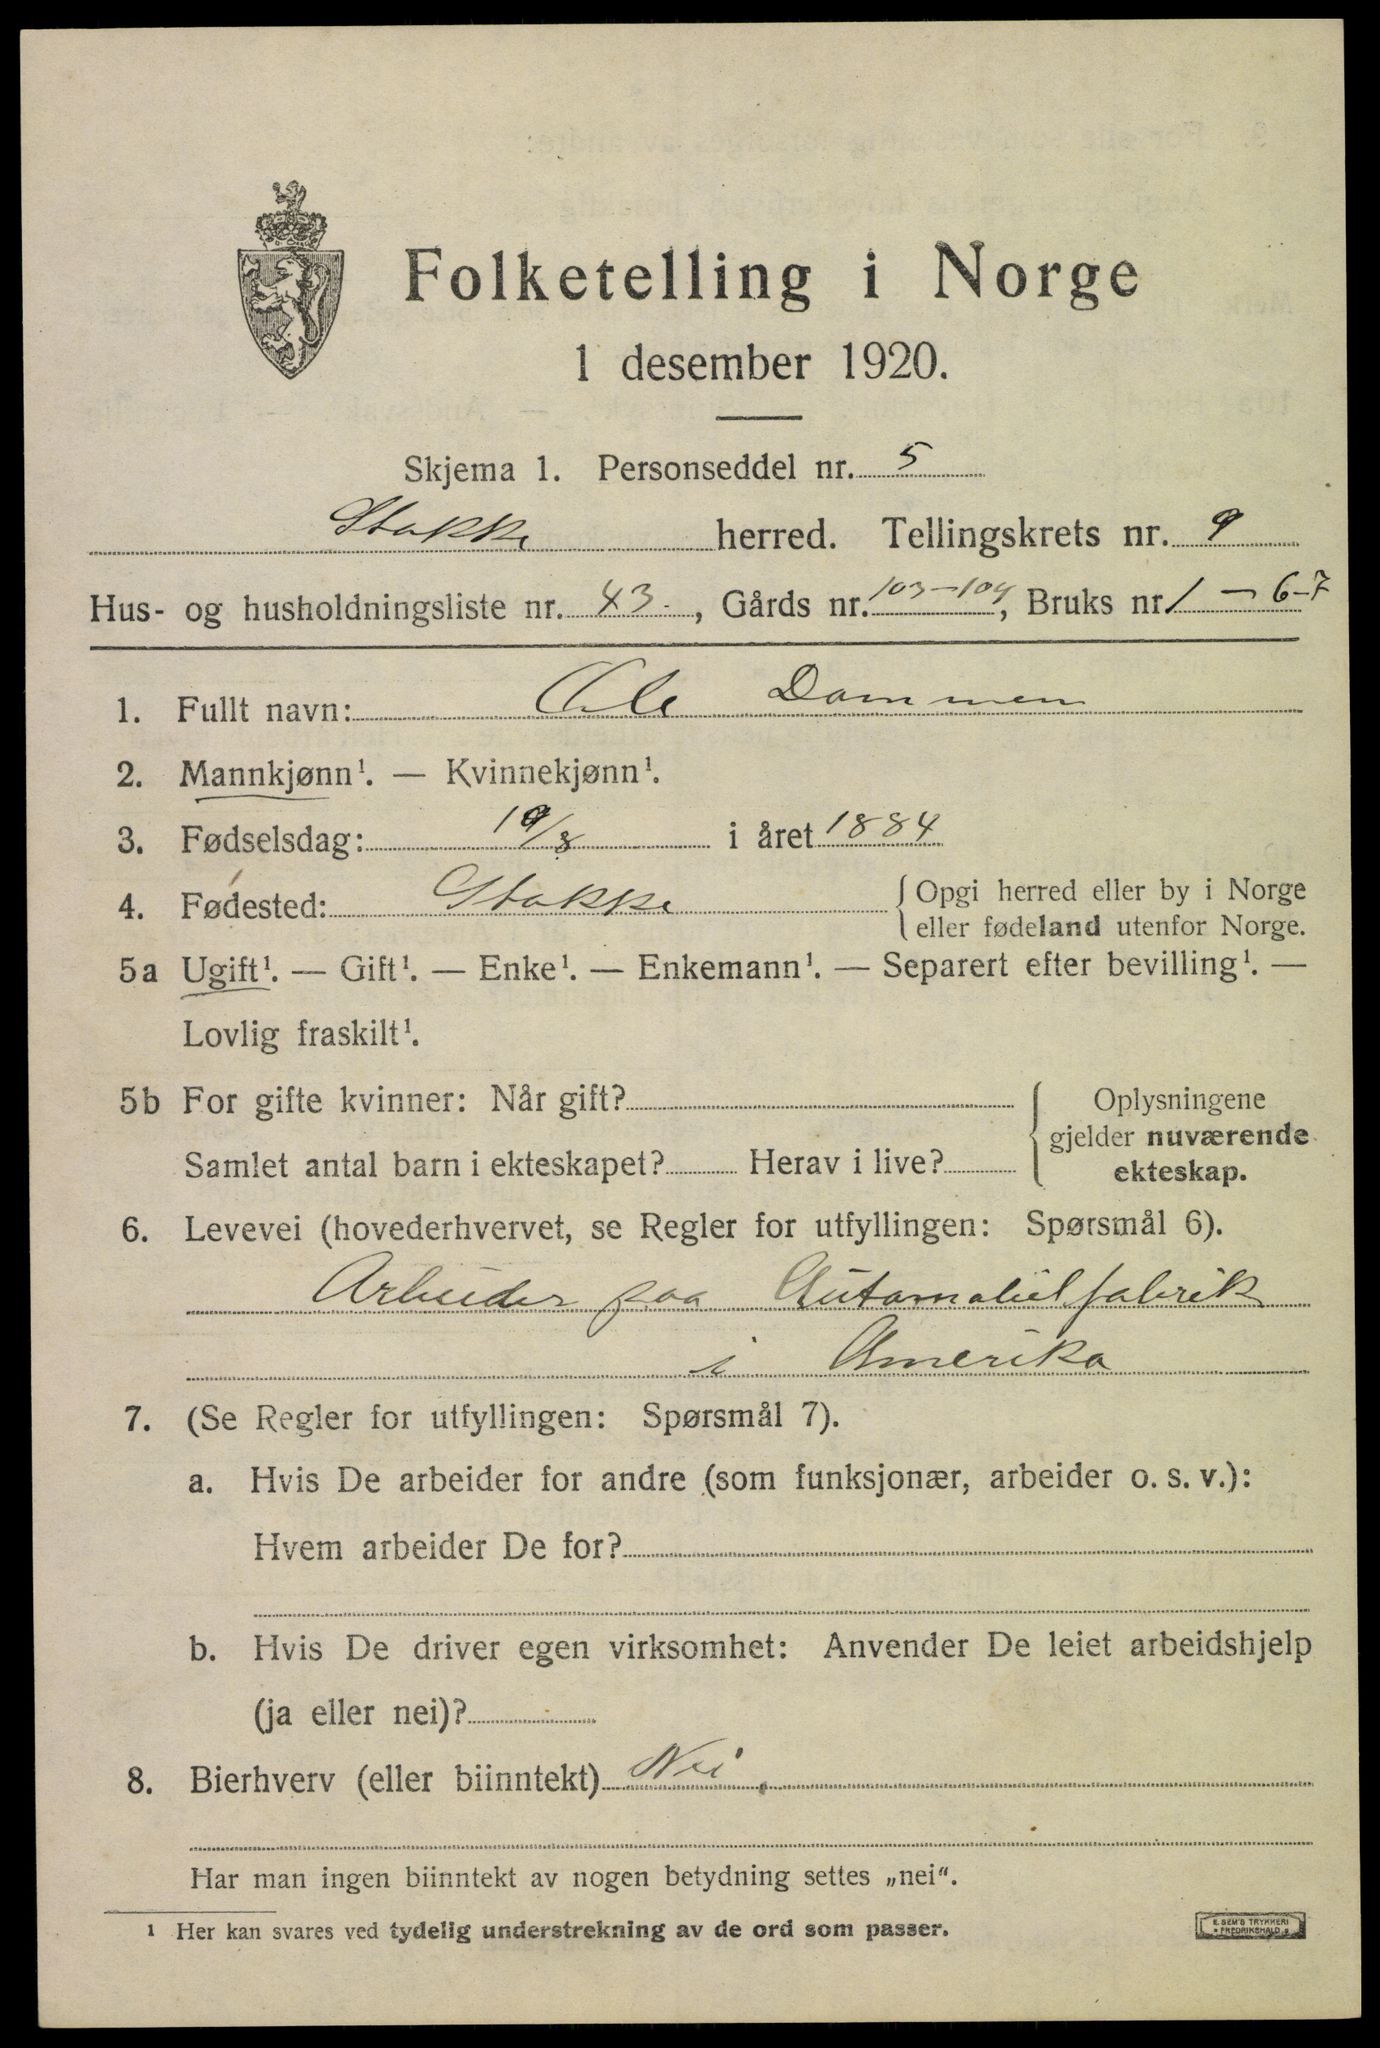 Folketelling i Norge
1 desember 1920.
Skjema 1. Personseddel nr. 5
Stokke herred. Tellingskrets nr. 9
Hus- og husholdningsliste nr. 43., Gårds nr. 103-104, Bruks nr. 1 - 6-7
1. Fullt navn: Ole Dammen
2. Mannkjønn¹. — Kvinnekjønn¹.
3. Fødselsdag: 19/8 i året 1884
4. Fødested: Stokke { Opgi herred eller by i Norge
eller fødeland utenfor Norge.
5a Ugift¹. — Gift¹. — Enke¹. — Enkemann¹. — Separert efter bevilling¹. —
Lovlig fraskilt¹.
5b For gifte kvinner: Når gift? { Oplysningene
gjelder nuværende
Samlet antal barn i ekteskapet? Herav i live? ekteskap.
6. Levevei (hovederhvervet, se Regler for utfyllingen: Spørsmål 6).
Arbeider paa Automobilfabrik
i Amerika
7. (Se Regler for utfyllingen: Spørsmål 7).
a. Hvis De arbeider for andre (som funksjonær, arbeider o. s. v.):
Hvem arbeider De for?
b. Hvis De driver egen virksomhet: Anvender De leiet arbeidshjelp
(ja eller nei)?
8. Bierhverv (eller biinntekt) Nei
Har man ingen biinntekt av nogen betydning settes „nei“.
¹ Her kan svares ved tydelig understrekning av de ord som passer.
E. SEM'S TRYKKERI
FREDRIKSHALD